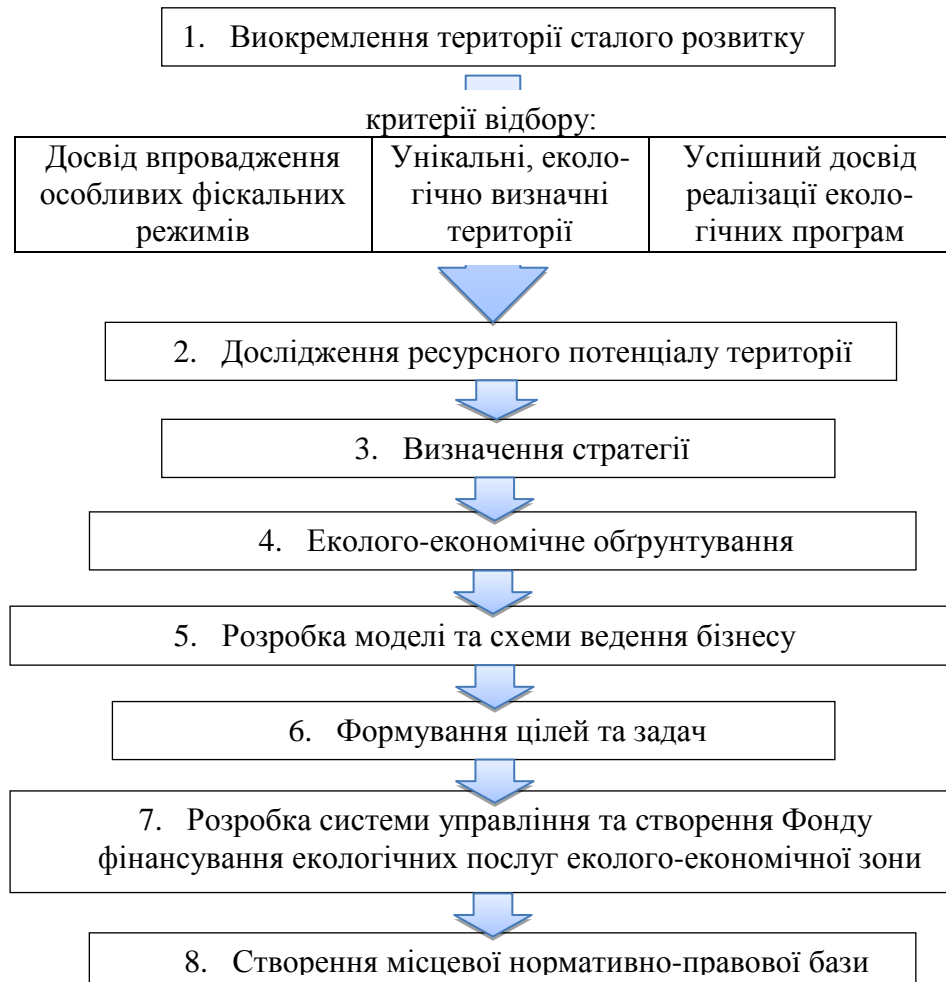 1. Виокремлення території сталого розвитку
критерії відбору:
Досвід впровадження
особливих фіскальних
режимів
Унікальні, еколо-
гічно визначні
території
Успішний досвід
реалізації еколо-
гічних програм
2. Дослідження ресурсного потенціалу території
3. Визначення стратегії
4. Еколого-економічне обґрунтування
5. Розробка моделі та схеми ведення бізнесу
6. Формування цілей та задач
7. Розробка системи управління та створення Фонду
фінансування екологічних послуг еколого-економічної зони
8. Створення місцевої нормативно-правової бази